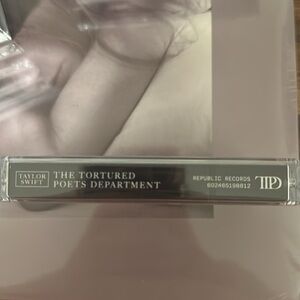 TAYLOR
SWIFT
THE TORTURED
POETS DEPARTMENT
REPUBLIC RECORDS
602465198812
TTPD